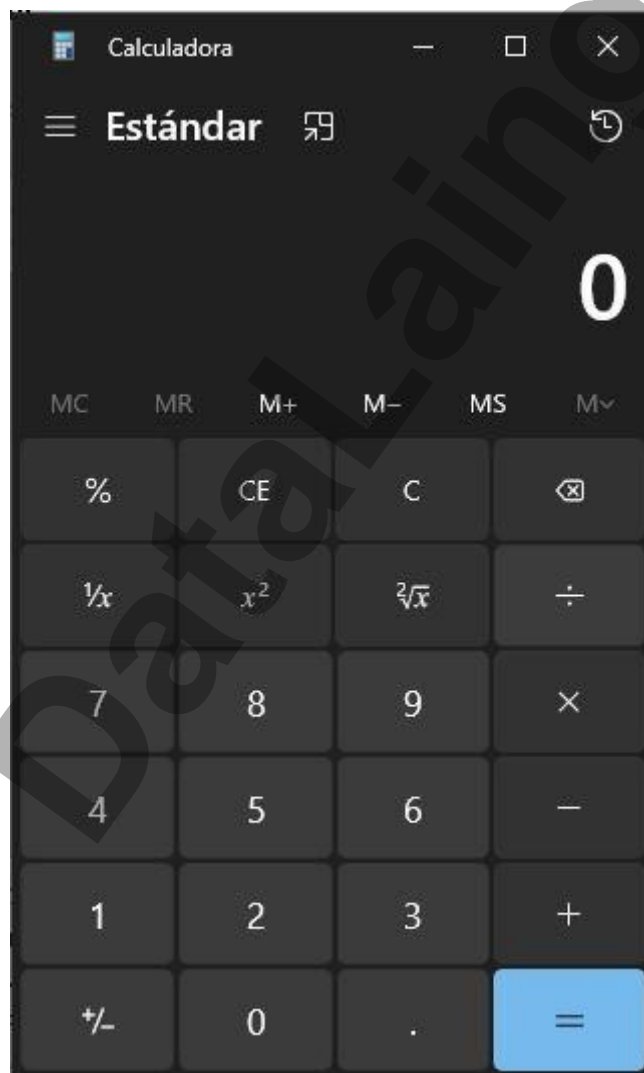 Calculadora
Estándar
0
MC MR M+ M− MS M
% CE C
¹/x x² ²√x ÷
7 8 9 ×
4 5 6 −
1 2 3 +
+/− 0 . =
DataLaino